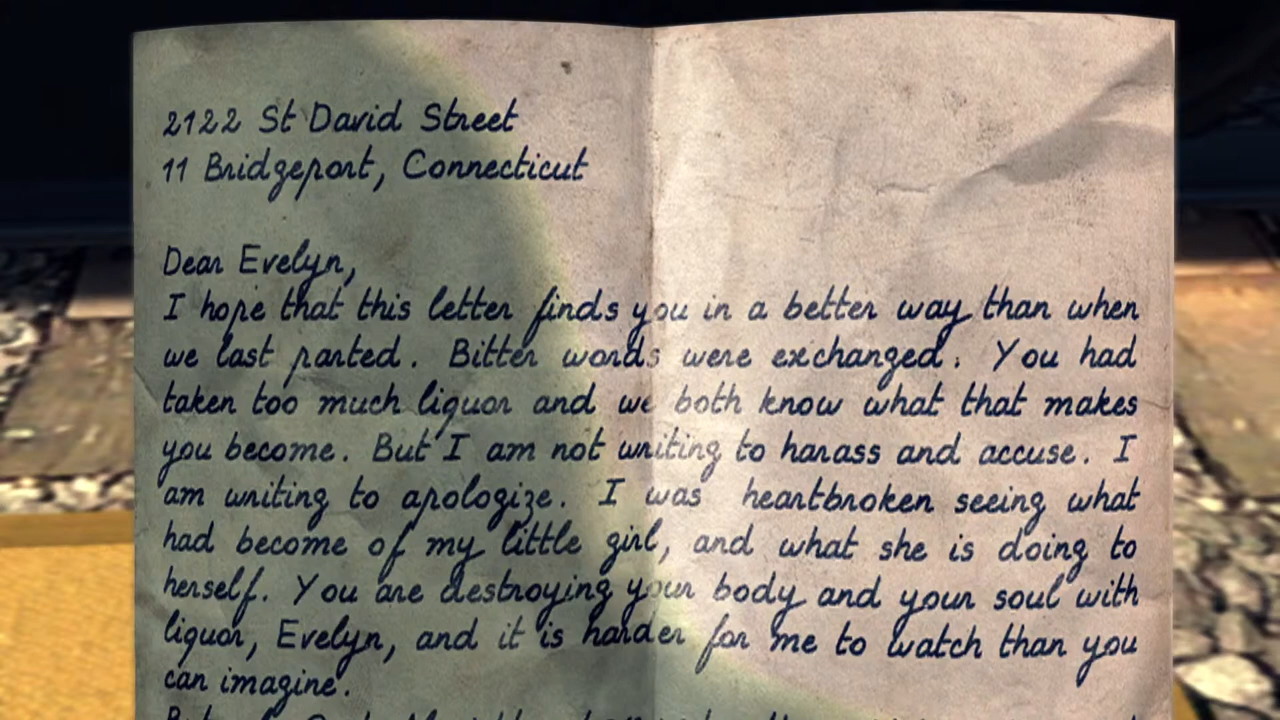 2122 St David Street
11 Bridgeport, Connecticut
Dear Evelyn,
I hope that this letter finds you in a better way than when
we last parted. Bitter words were exchanged. You had
taken too much liquor and we both know what that makes
you become. But I am not writing to harass and accuse. I
am writing to apologize. I was heartbroken seeing what
had become of my little girl, and what she is doing to
herself. You are destroying your body and your soul with
liquor, Evelyn, and it is harder for me to watch than you
can imagine.